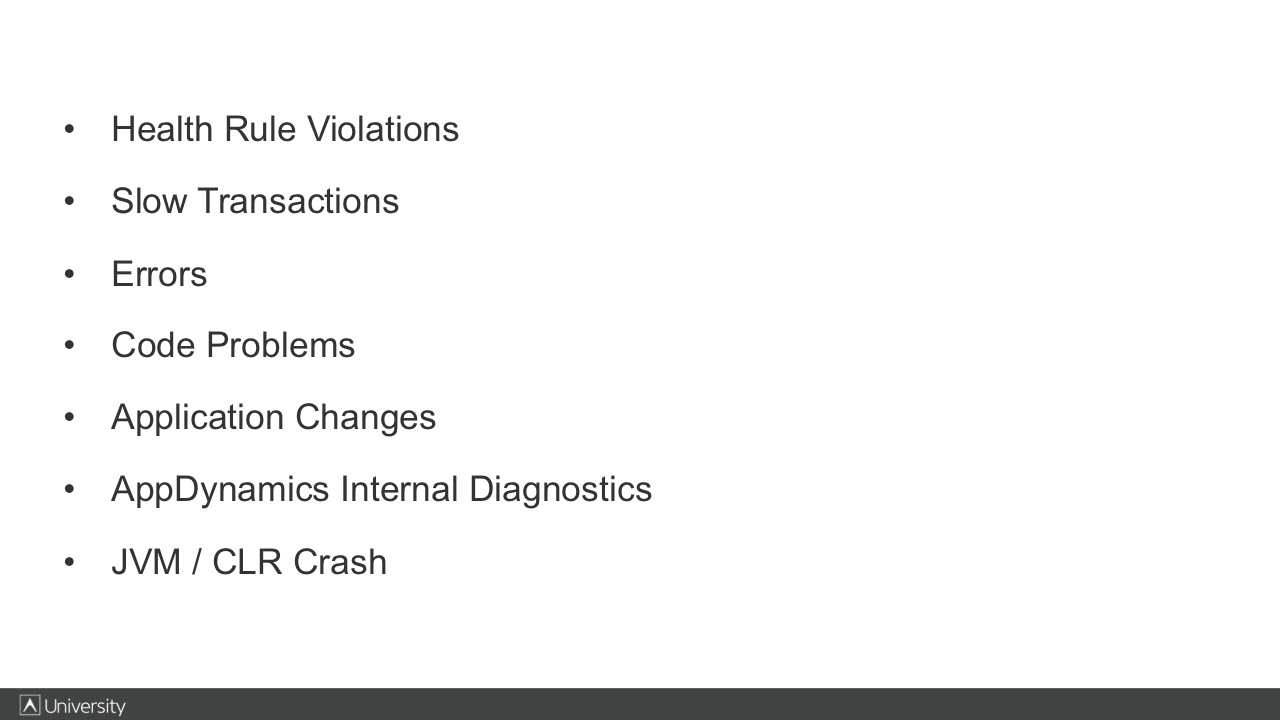 • Health Rule Violations
• Slow Transactions
• Errors
• Code Problems
• Application Changes
• AppDynamics Internal Diagnostics
• JVM / CLR Crash
University